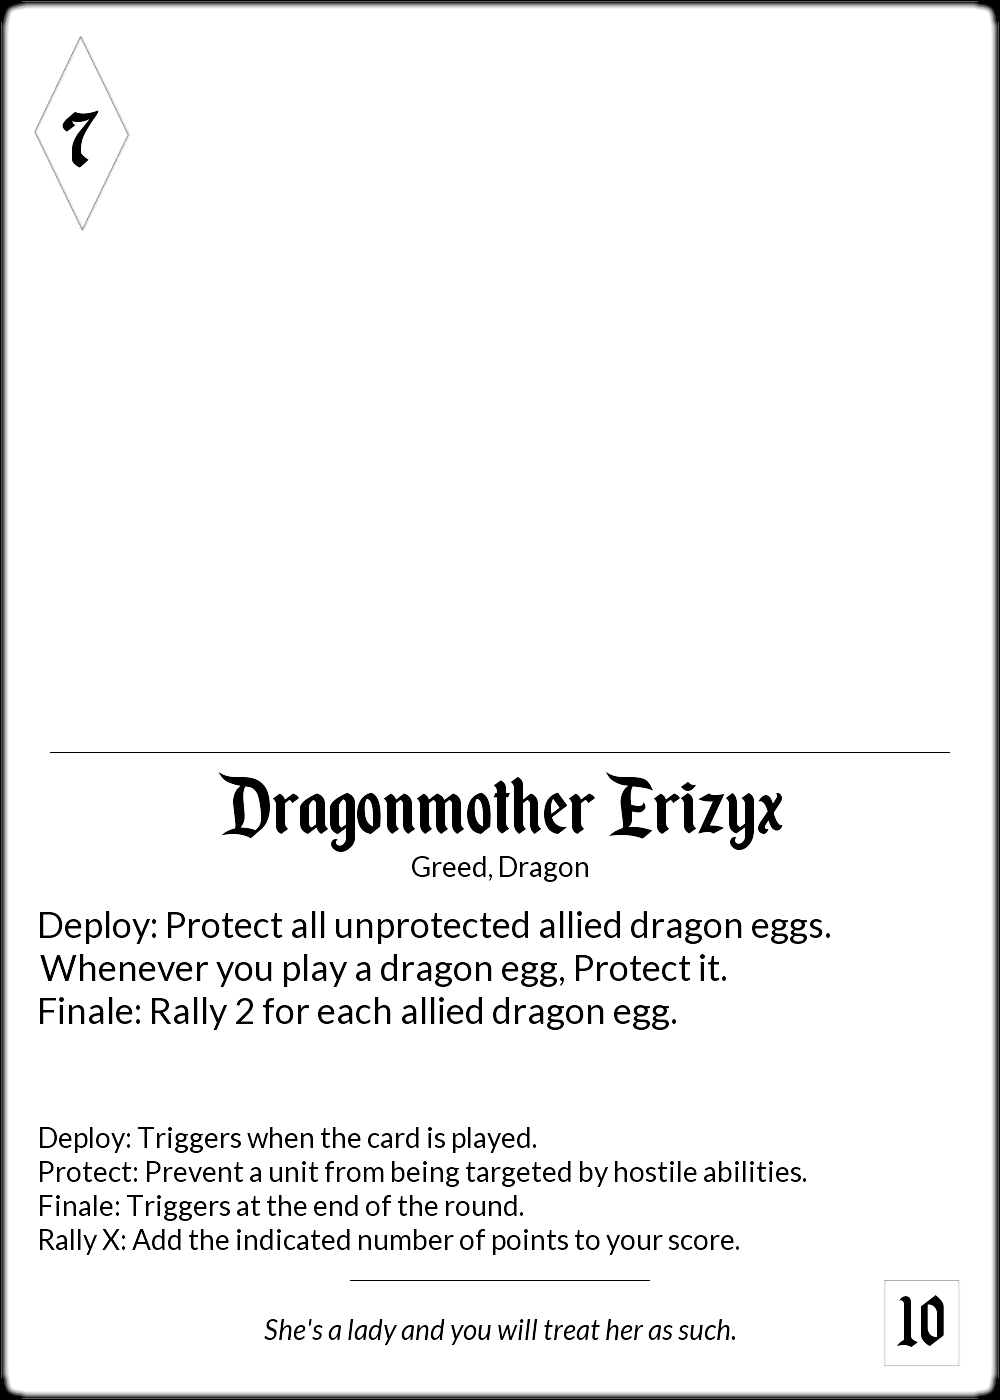 7
Dragonmother Erizyx
Greed, Dragon
Deploy: Protect all unprotected allied dragon eggs.
Whenever you play a dragon egg, Protect it.
Finale: Rally 2 for each allied dragon egg.
Deploy: Triggers when the card is played.
Protect: Prevent a unit from being targeted by hostile abilities.
Finale: Triggers at the end of the round.
Rally X: Add the indicated number of points to your score.
She's a lady and you will treat her as such.
10